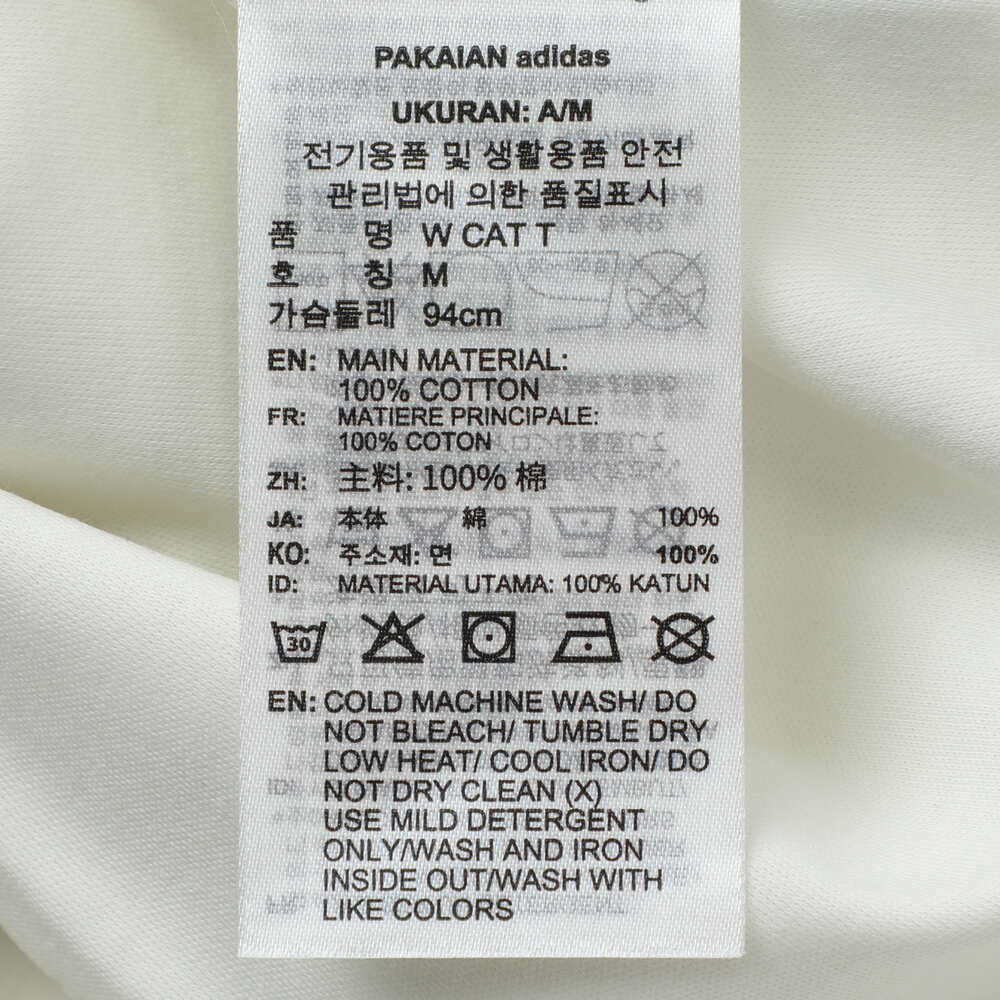 PAKAIAN adidas
UKURAN: A/M
전기용품 및 생활용품 안전
관리법에 의한 품질표시
품 명 W CAT T
호 칭 M
가슴둘레 94cm
EN: MAIN MATERIAL:
100% COTTON
FR: MATIERE PRINCIPALE:
100% COTON
ZH: 主料: 100% 棉
JA: 本体 綿 100%
KO: 주소재: 면 100%
ID: MATERIAL UTAMA: 100% KATUN
30
EN: COLD MACHINE WASH/ DO
NOT BLEACH/ TUMBLE DRY
LOW HEAT/ COOL IRON/ DO
NOT DRY CLEAN (X)
USE MILD DETERGENT
ONLY/WASH AND IRON
INSIDE OUT/WASH WITH
LIKE COLORS